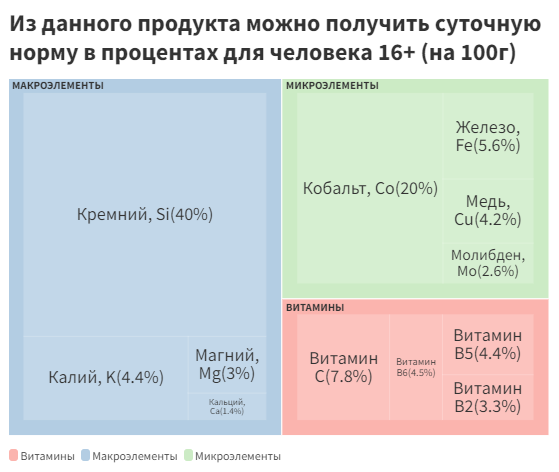 Из данного продукта можно получить суточную
норму в процентах для человека 16+ (на 100г)
МАКРОЭЛЕМЕНТЫ
Кремний, Si(40%)
Калий, K(4.4%)
Магний,
Mg(3%)
Кальций,
Ca(1.4%)
МИКРОЭЛЕМЕНТЫ
Кобальт, Co(20%)
Железо,
Fe(5.6%)
Медь,
Cu(4.2%)
Молибден,
Mo(2.6%)
ВИТАМИНЫ
Витамин
C(7.8%)
Витамин
B6(4.5%)
Витамин
B5(4.4%)
Витамин
B2(3.3%)
Витамины Макроэлементы Микроэлементы